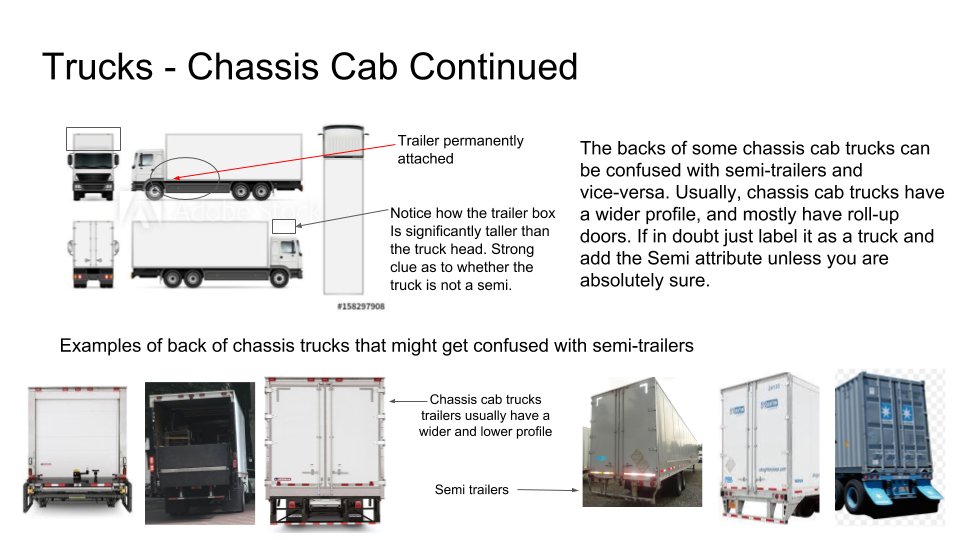 Trucks - Chassis Cab Continued
Trailer permanently
attached
Notice how the trailer box
Is significantly taller than
the truck head. Strong
clue as to whether the
truck is not a semi.
#158297908
The backs of some chassis cab trucks can
be confused with semi-trailers and
vice-versa. Usually, chassis cab trucks have
a wider profile, and mostly have roll-up
doors. If in doubt just label it as a truck and
add the Semi attribute unless you are
absolutely sure.
Examples of back of chassis trucks that might get confused with semi-trailers
Chassis cab trucks
trailers usually have a
wider and lower profile
Semi trailers